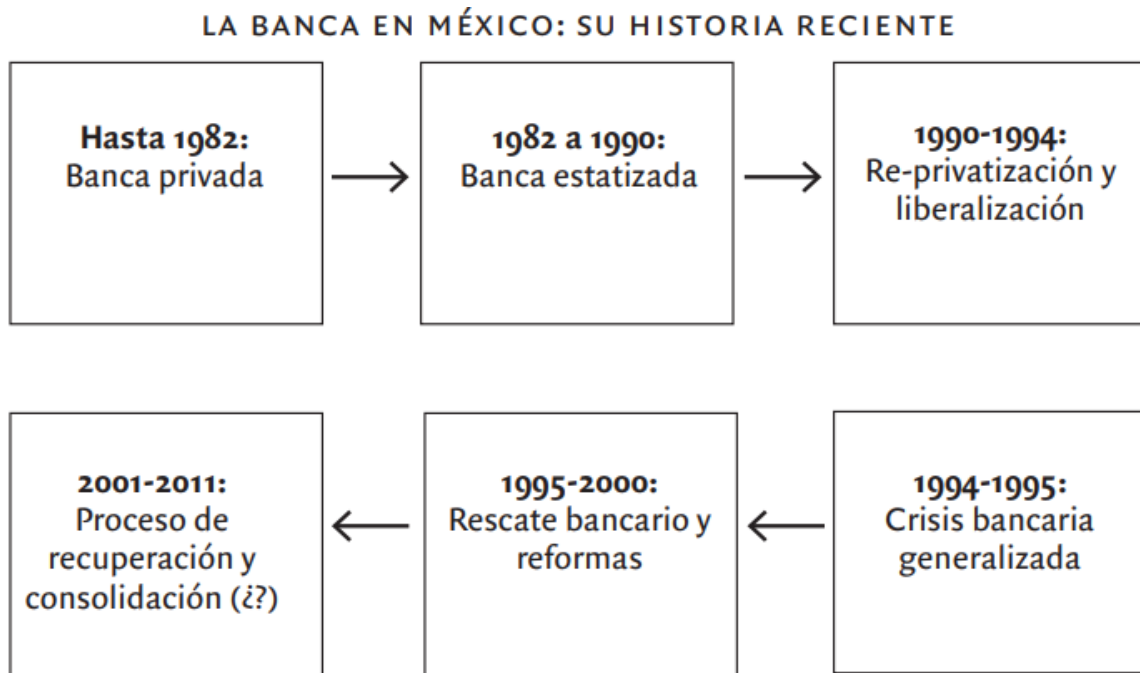 LA BANCA EN MÉXICO: SU HISTORIA RECIENTE
Hasta 1982:
Banca privada
1982 a 1990:
Banca estatizada
1990-1994:
Re-privatización y
liberalización
2001-2011:
Proceso de
recuperación y
consolidación (¿?)
1995-2000:
Rescate bancario y
reformas
1994-1995:
Crisis bancaria
generalizada